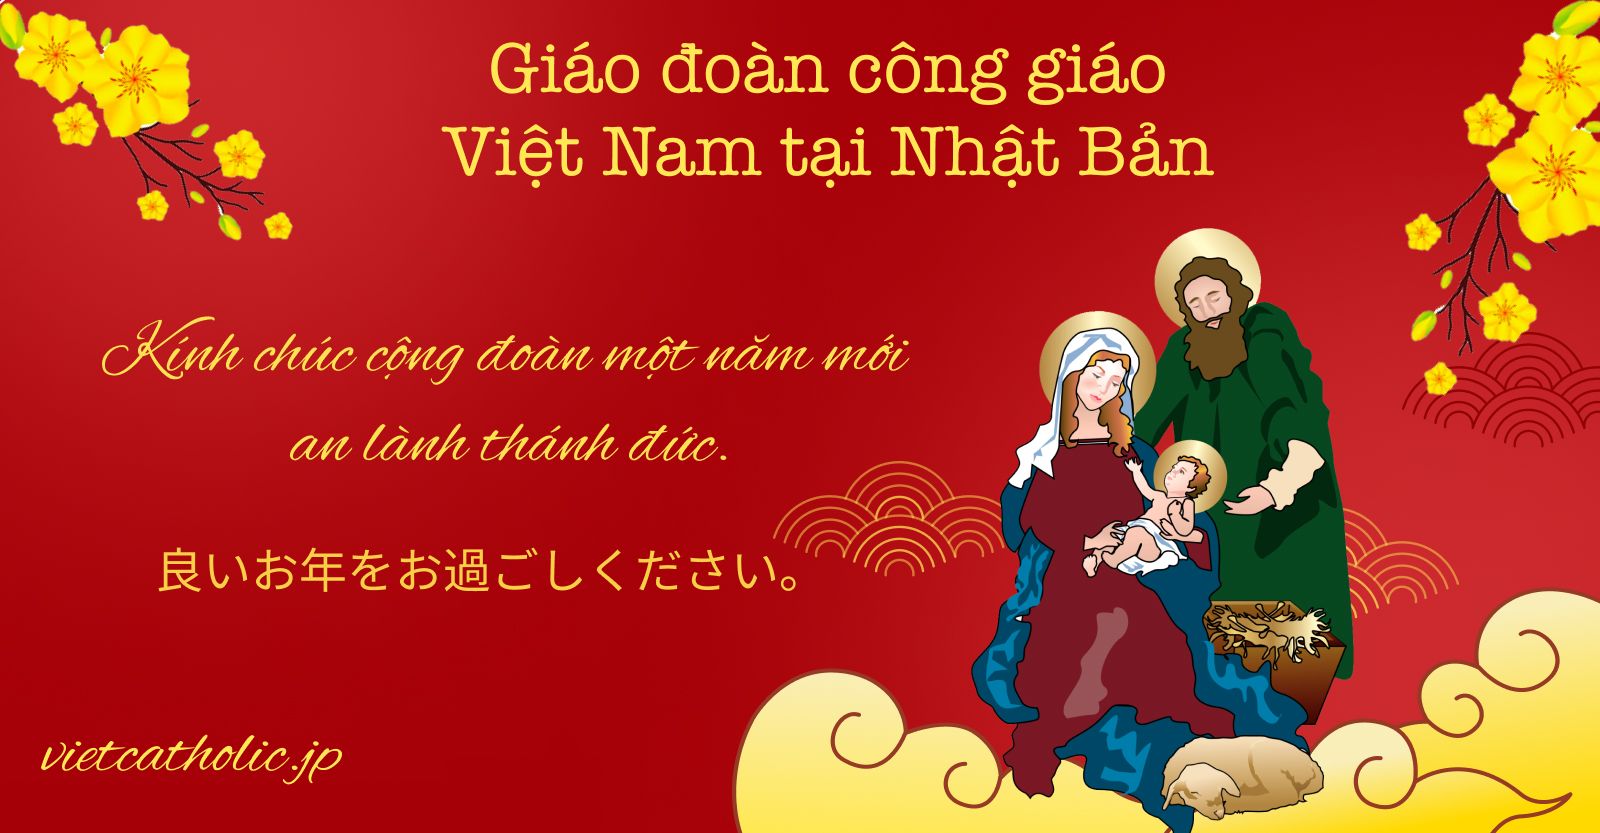 Giáo đoàn công giáo
Việt Nam tại Nhật Bản
Kính chúc cộng đoàn một năm mới
an lành thánh đức.
良いお年をお過ごしください。
vietcatholic.jp